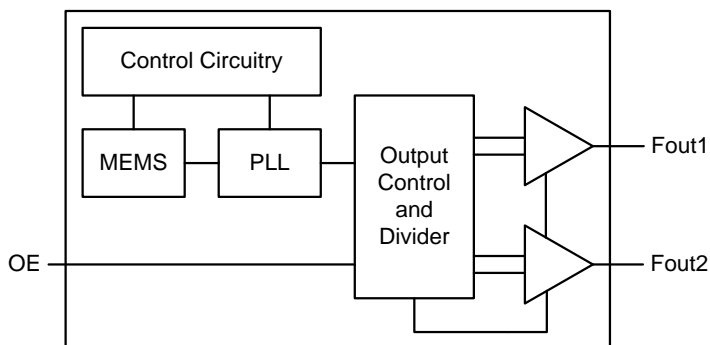 Control Circuitry
MEMS
PLL
Output
Control
and
Divider
Fout1
OE
Fout2